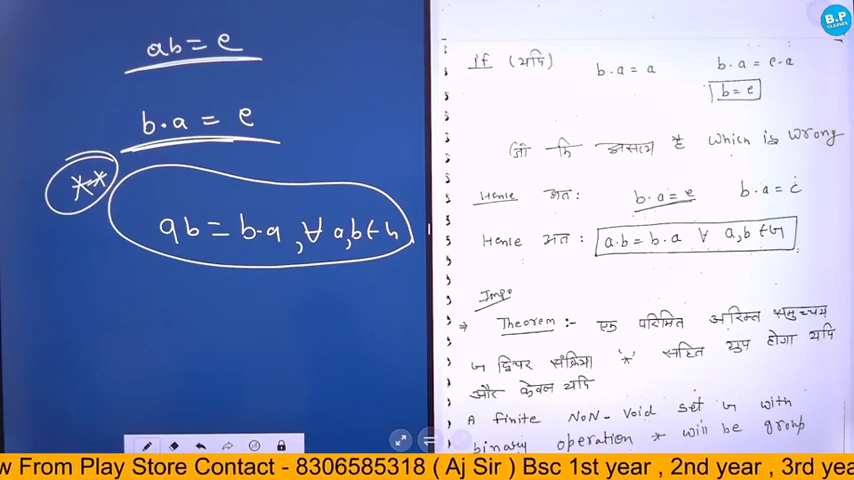 B.P
CLASSES
ab = e
b·a = e
**
ab = b·a , ∀ a,b ∈ G
If (यदि) b·a = a b·a = e·a
b = e
जो कि असत्य है which is wrong
Hence अत: b·a = e b·a = c
Hence अत: a·b = b·a ∀ a,b ∈ G
Imp
⇒ Theorem :- एक परिमित अरिक्त समुच्चय
G द्विचर संक्रिया '*' सहित ग्रुप होगा यदि
और केवल यदि
A finite NON-Void set G with
binary operation * will be group
w From Play Store Contact - 8306585318 ( Aj Sir ) Bsc 1st year , 2nd year , 3rd yea